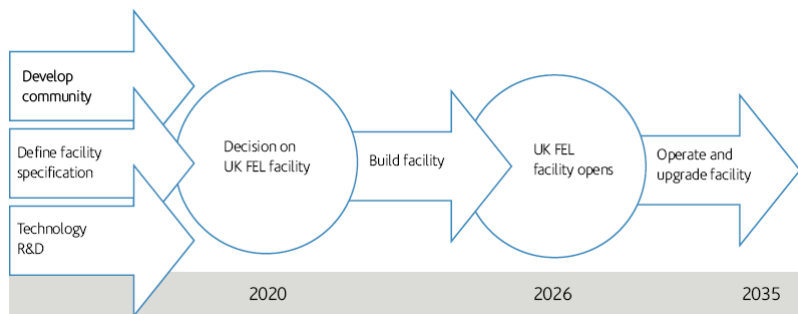 Develop
community
Define facility
specification
Technology
R&D
Decision on
UK FEL facility
Build facility
UK FEL
facility opens
Operate and
upgrade facility
2020
2026
2035